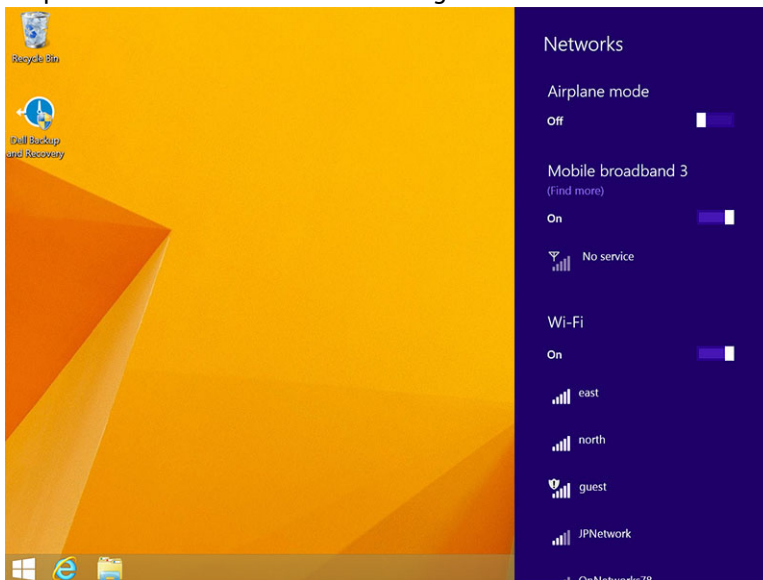 Recycle Bin
Dell Backup
and Recovery
Networks
Airplane mode
Off
Mobile broadband 3
(Find more)
On
No service
Wi-Fi
On
east
north
guest
JPNetwork
OnNetworks78